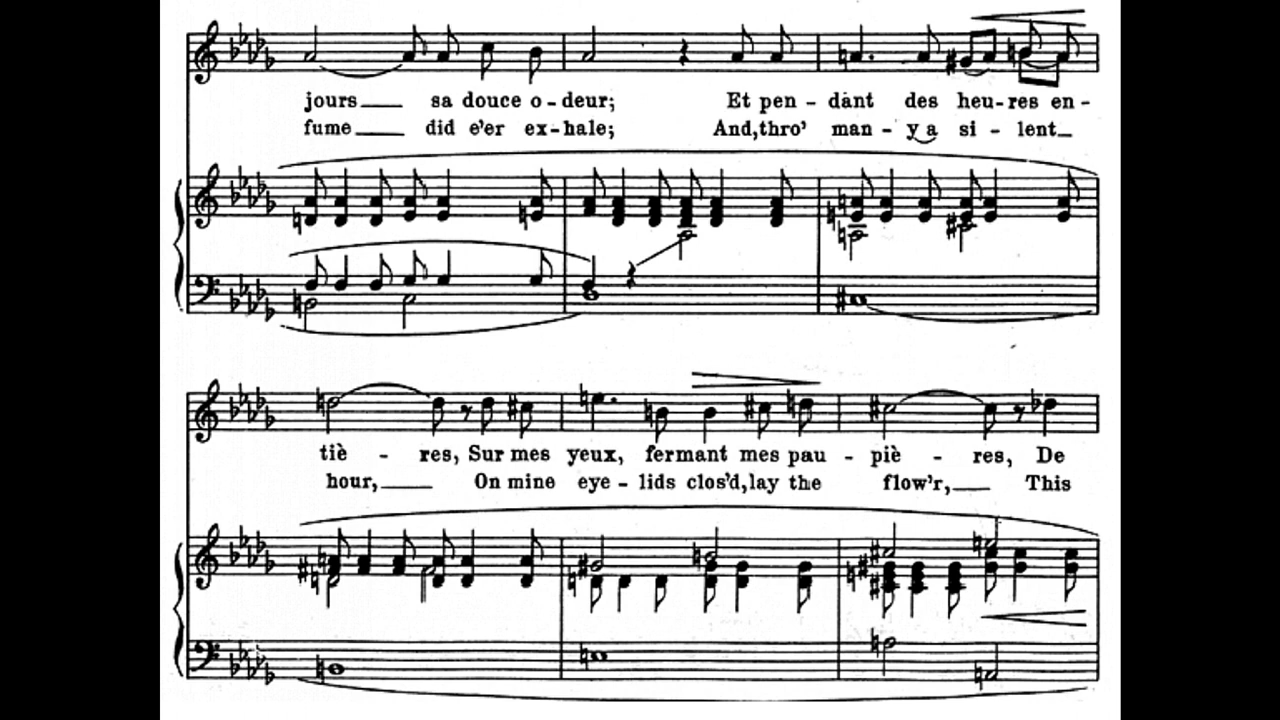 jours sa douce o-deur; Et pen-dant des heu-res en-
fume did e'er ex-hale; And, thro' man-y a si-lent
tiè-res, Sur mes yeux, fermant mes pau-piè-res, De
hour, On mine eye-lids clos'd, lay the flow'r, This